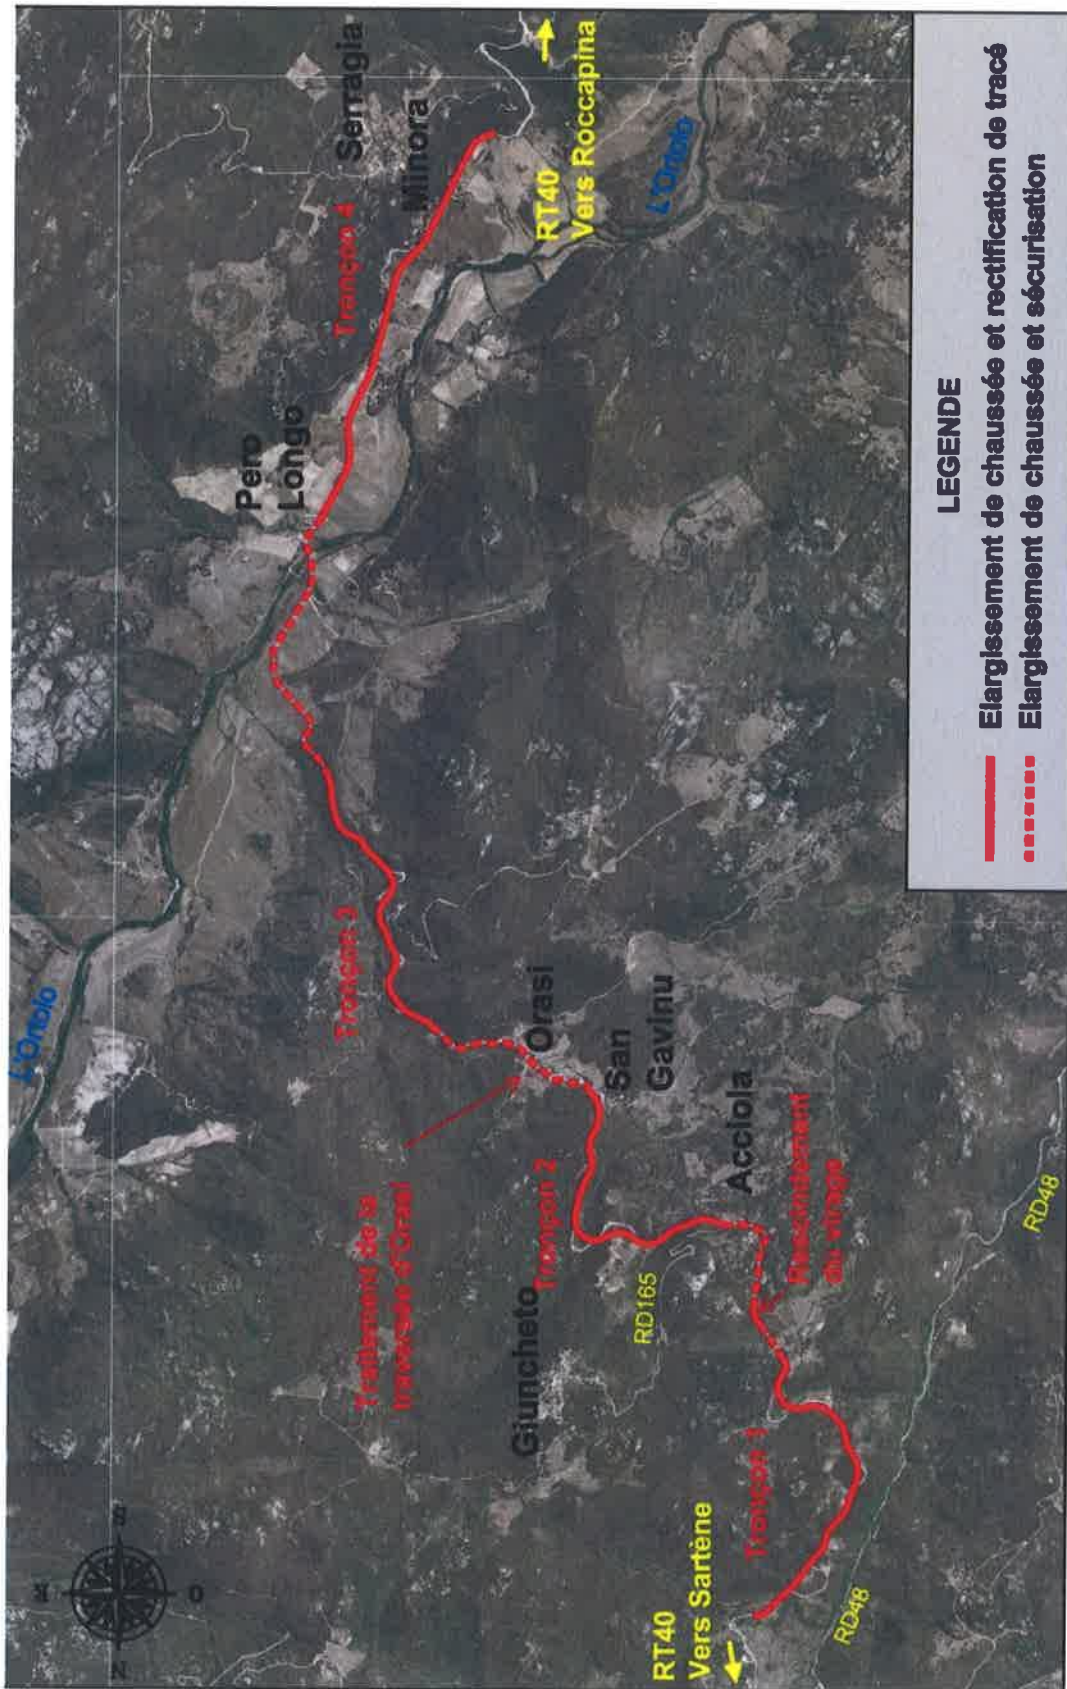 L'Ortolo
N
E
S
O
Pero
Longo
Tronçon 4
Serragia
Minora
Tronçon 3
Traitement de la
traversée d'Orasi
Giuncheto
Tronçon 2
Orasi
San
Gavinu
RD165
RT40
Vers Roccapina
L'Ortolo
RT40
Vers Sartène
Tronçon 1
Acciola
Rescindement
du virage
RD48
RD48
LEGENDE
Elargissement de chaussée et rectification de tracé
Elargissement de chaussée et sécurisation